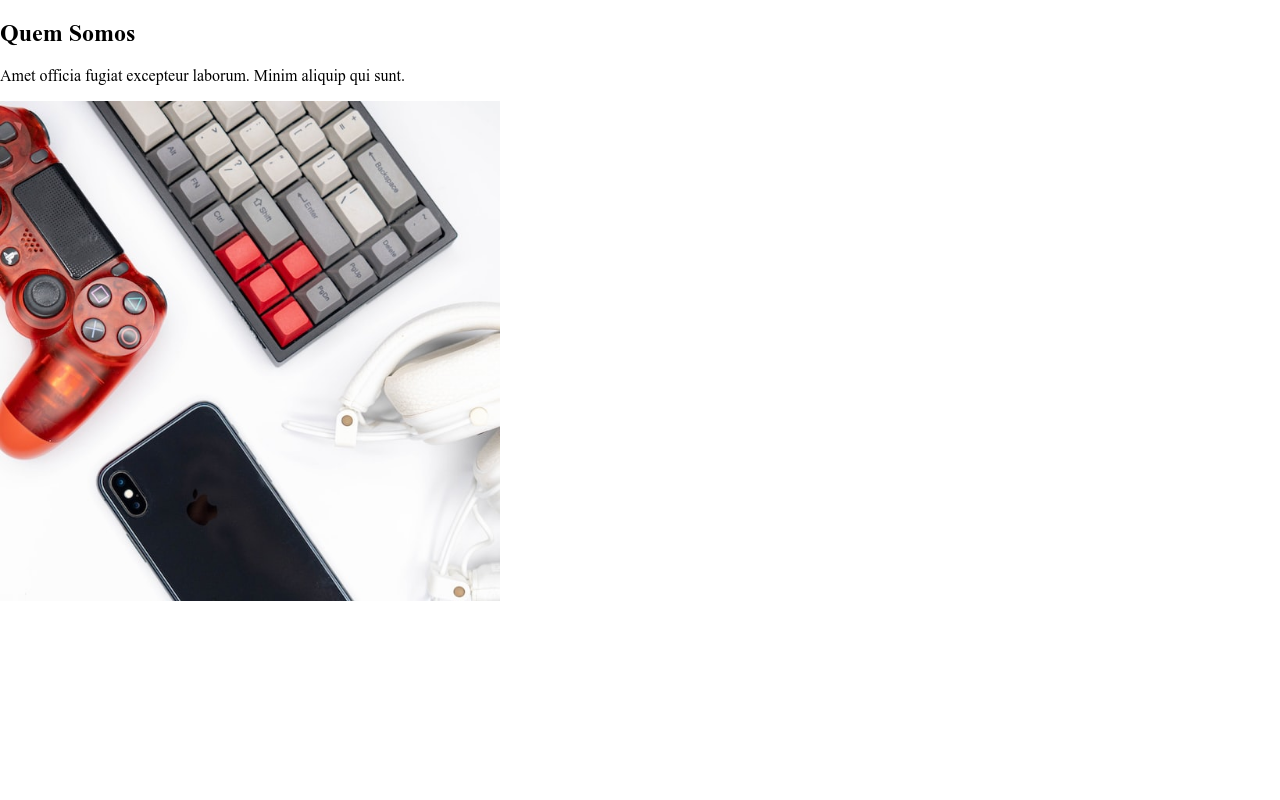 Quem Somos
Amet officia fugiat excepteur laborum. Minim aliquip qui sunt.
Alt
FN
Ctrl
Shift
Enter
Backspace
Delete
PgUp
PgDn